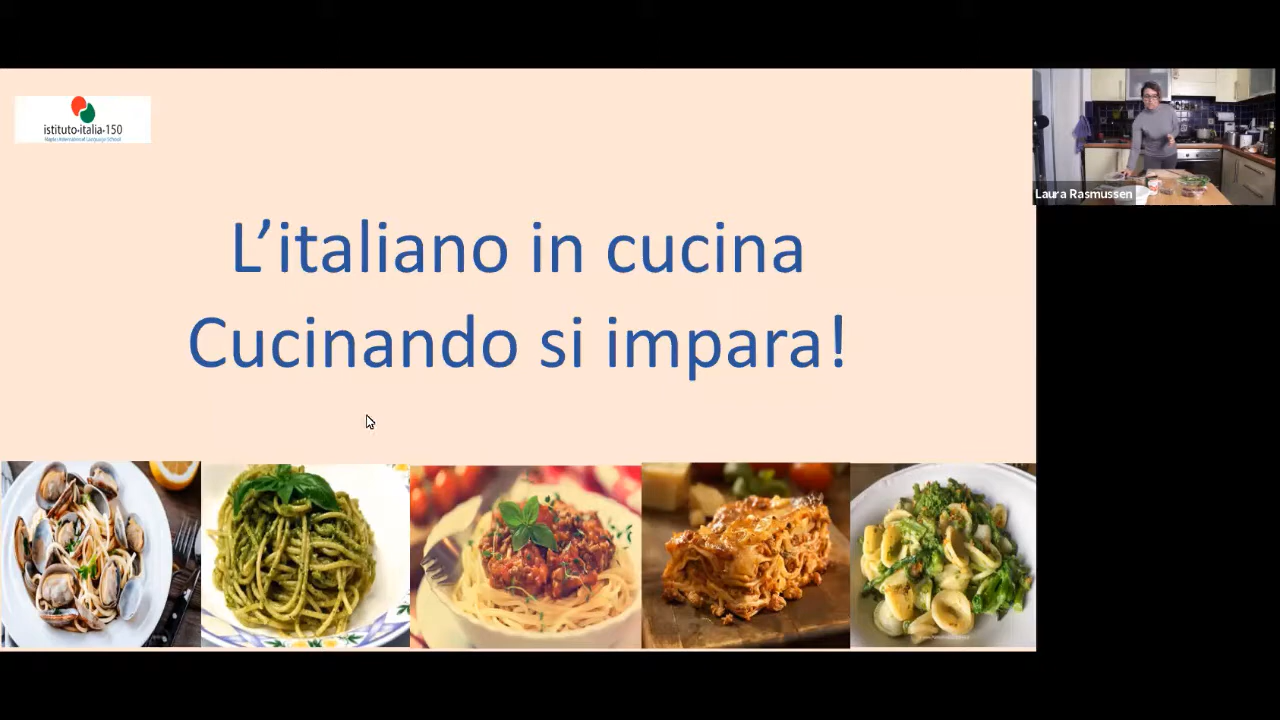 istituto-italia-150
L’italiano in cucina
Cucinando si impara!
Laura Rasmussen